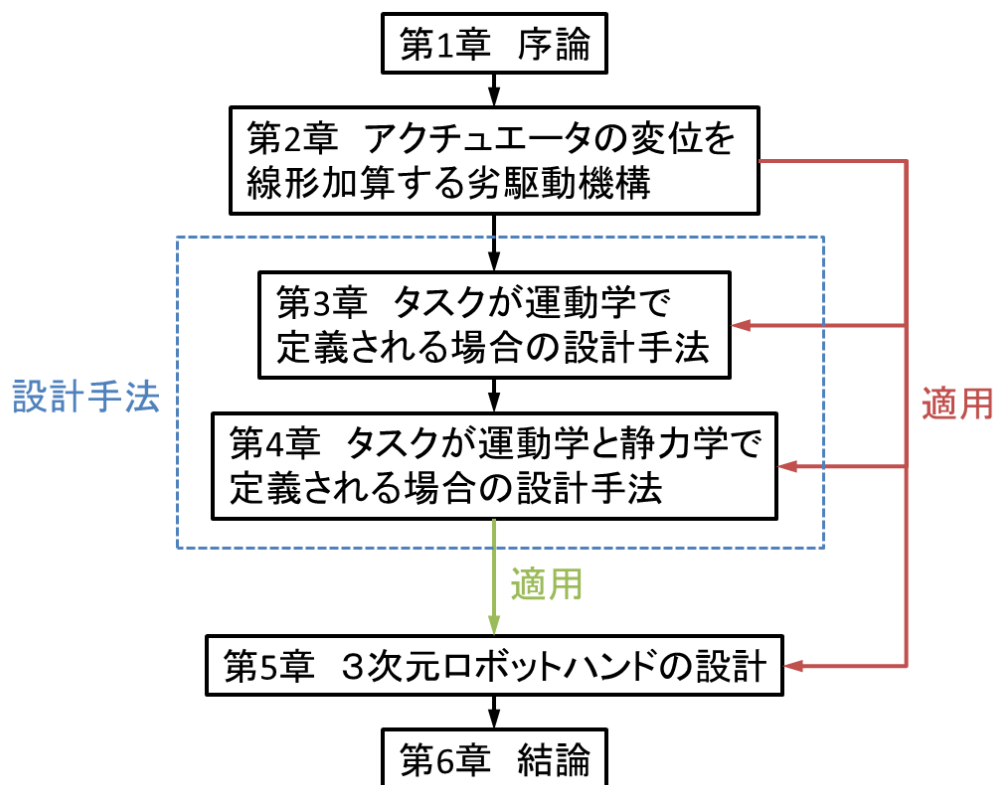 第1章　序論
第2章　アクチュエータの変位を
線形加算する劣駆動機構
第3章　タスクが運動学で
定義される場合の設計手法
設計手法
適用
第4章　タスクが運動学と静力学で
定義される場合の設計手法
適用
第5章　３次元ロボットハンドの設計
第6章　結論